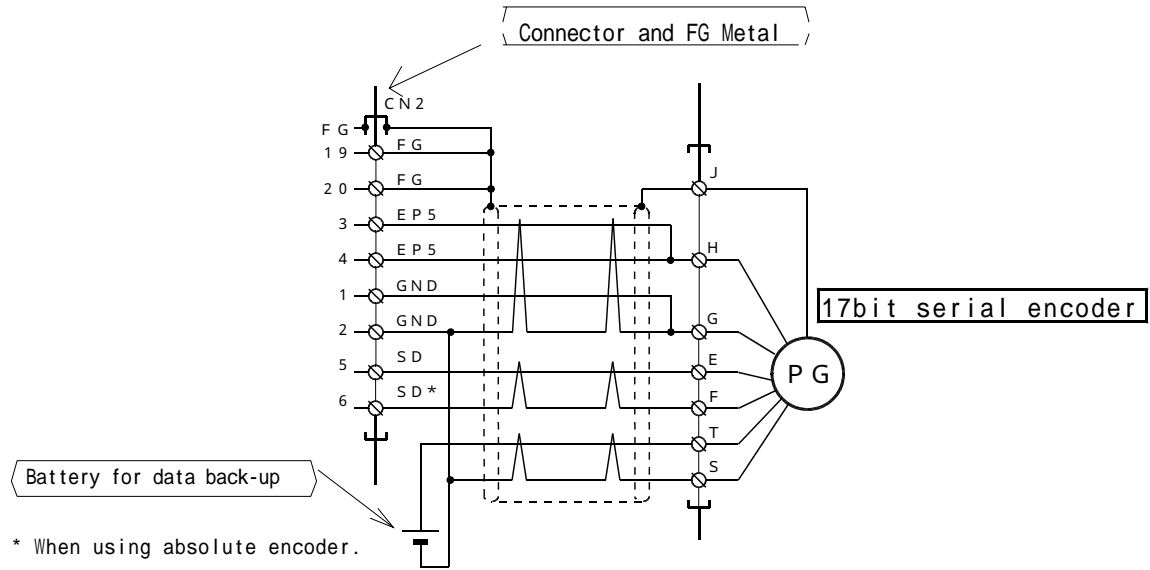 Connector and FG Metal
CN2
FG
19 FG
20 FG
J
3 EP5
4 EP5
H
1 GND
17bit serial encoder
2 GND
G
5 SD
E
PG
6 SD*
F
T
S
Battery for data back-up
* When using absolute encoder.